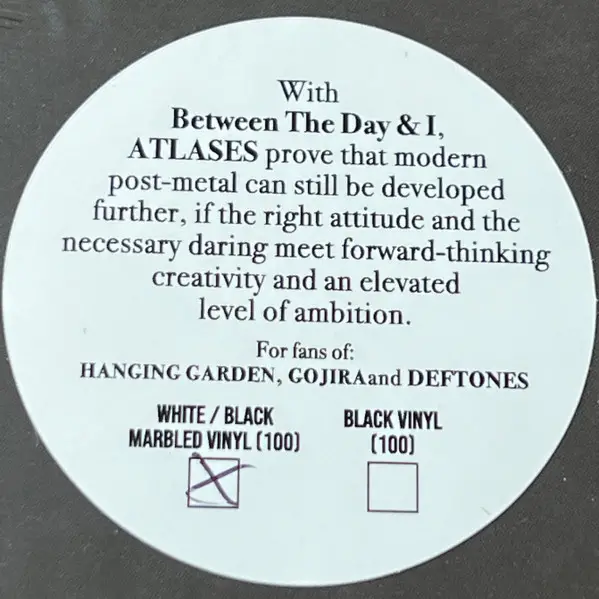 With
Between The Day & I,
ATLASES prove that modern
post-metal can still be developed
further, if the right attitude and the
necessary daring meet forward-thinking
creativity and an elevated
level of ambition.
For fans of:
HANGING GARDEN, GOJIRAand DEFTONES
WHITE / BLACK
MARBLED VINYL (100)
BLACK VINYL
(100)